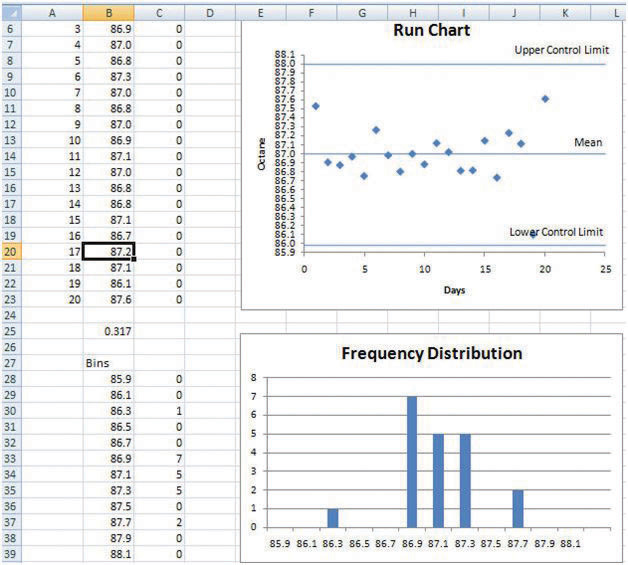 A B C D E F G H I J K L
6 3 86.9 0
7 4 87.0 0
8 5 86.8 0
9 6 87.3 0
10 7 87.0 0
11 8 86.8 0
12 9 87.0 0
13 10 86.9 0
14 11 87.1 0
15 12 87.0 0
16 13 86.8 0
17 14 86.8 0
18 15 87.1 0
19 16 86.7 0
20 17 87.2 0
21 18 87.1 0
22 19 86.1 0
23 20 87.6 0
24
25 0.317
26
27 Bins
28 85.9 0
29 86.1 0
30 86.3 1
31 86.5 0
32 86.7 0
33 86.9 7
34 87.1 5
35 87.3 5
36 87.5 0
37 87.7 2
38 87.9 0
39 88.1 0
Run Chart
Upper Control Limit
Mean
Lower Control Limit
88.1
88.0
87.9
87.8
87.7
87.6
87.5
87.4
87.3
87.2
87.1
87.0
86.9
86.8
86.7
86.6
86.5
86.4
86.3
86.2
86.1
86.0
85.9
Octane
0 5 10 15 20 25
Days
Frequency Distribution
8
7
6
5
4
3
2
1
0
85.9 86.1 86.3 86.5 86.7 86.9 87.1 87.3 87.5 87.7 87.9 88.1